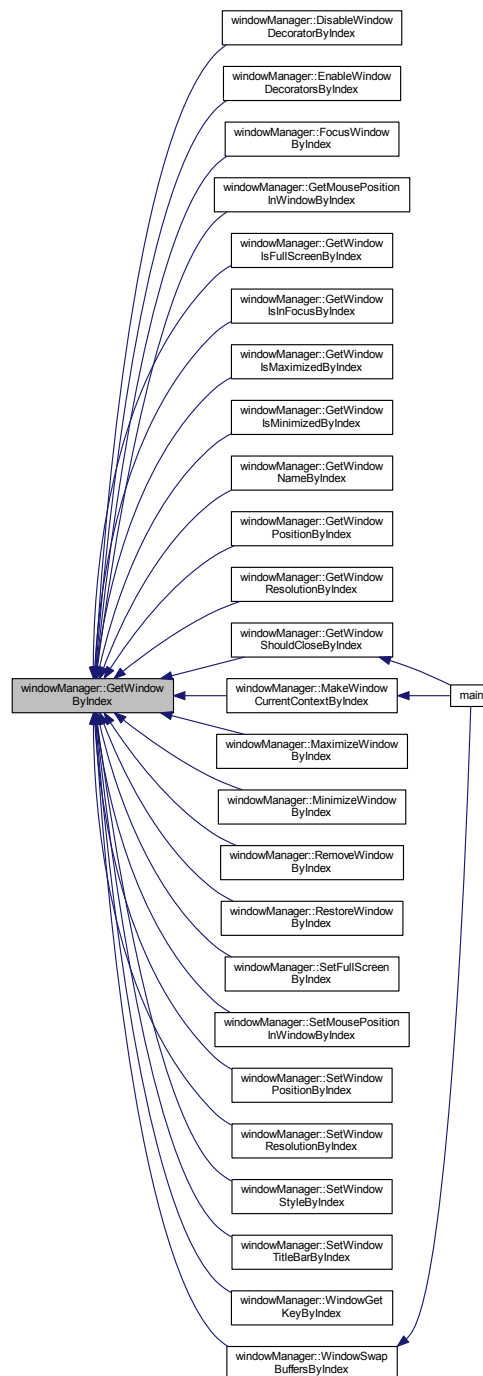 windowManager::DisableWindow
DecoratorByIndex
windowManager::EnableWindow
DecoratorsByIndex
windowManager::FocusWindow
ByIndex
windowManager::GetMousePosition
InWindowByIndex
windowManager::GetWindow
IsFullScreenByIndex
windowManager::GetWindow
IsInFocusByIndex
windowManager::GetWindow
IsMaximizedByIndex
windowManager::GetWindow
IsMinimizedByIndex
windowManager::GetWindow
NameByIndex
windowManager::GetWindow
PositionByIndex
windowManager::GetWindow
ResolutionByIndex
windowManager::GetWindow
ShouldCloseByIndex
windowManager::GetWindow
ByIndex
windowManager::MakeWindow
CurrentContextByIndex
main
windowManager::MaximizeWindow
ByIndex
windowManager::MinimizeWindow
ByIndex
windowManager::RemoveWindow
ByIndex
windowManager::RestoreWindow
ByIndex
windowManager::SetFullScreen
ByIndex
windowManager::SetMousePosition
InWindowByIndex
windowManager::SetWindow
PositionByIndex
windowManager::SetWindow
ResolutionByIndex
windowManager::SetWindow
StyleByIndex
windowManager::SetWindow
TitleBarByIndex
windowManager::WindowGet
KeyByIndex
windowManager::WindowSwap
BuffersByIndex